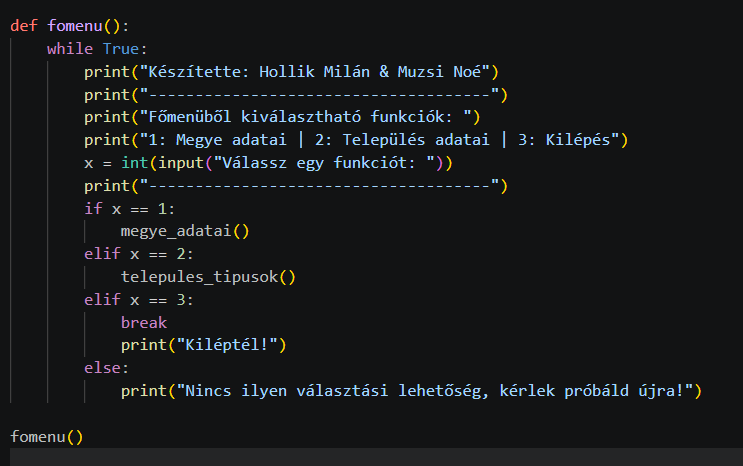 def fomenu():
    while True:
        print("Készítette: Hollik Milán & Muzsi Noé")
        print("-------------------------------------")
        print("Főmenüből kiválasztható funkciók: ")
        print("1: Megye adatai | 2: Település adatai | 3: Kilépés")
        x = int(input("Válassz egy funkciót: "))
        print("-------------------------------------")
        if x == 1:
            megye_adatai()
        elif x == 2:
            telepules_tipusok()
        elif x == 3:
            break
            print("Kiléptél!")
        else:
            print("Nincs ilyen választási lehetőség, kérlek próbáld újra!")
fomenu()